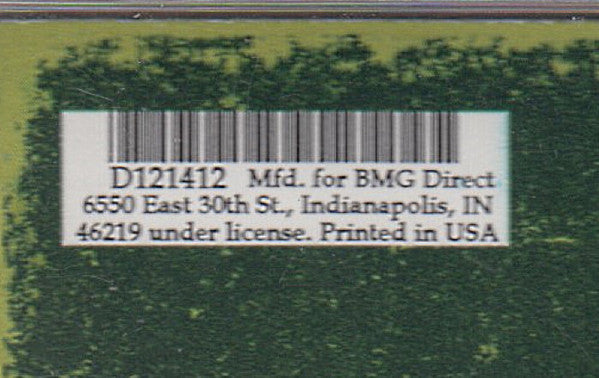 D121412 Mfd. for BMG Direct
6550 East 30th St., Indianapolis, IN
46219 under license. Printed in USA